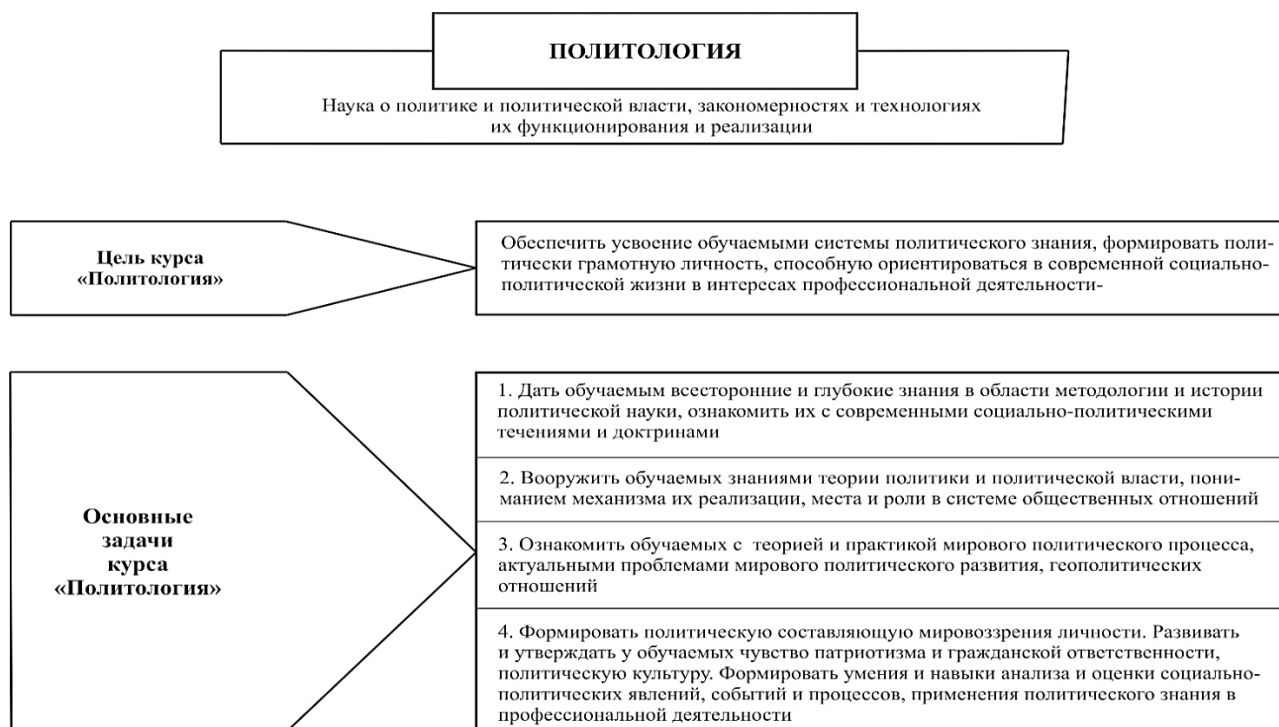 ПОЛИТОЛОГИЯ
Наука о политике и политической власти, закономерностях и технологиях
их функционирования и реализации
Цель курса
«Политология»
Обеспечить усвоение обучаемыми системы политического знания, формировать поли-
тически грамотную личность, способную ориентироваться в современной социально-
политической жизни в интересах профессиональной деятельности-
Основные
задачи
курса
«Политология»
1. Дать обучаемым всесторонние и глубокие знания в области методологии и истории
политической науки, ознакомить их с современными социально-политическими
течениями и доктринами
2. Вооружить обучаемых знаниями теории политики и политической власти, пони-
манием механизма их реализации, места и роли в системе общественных отношений
3. Ознакомить обучаемых с теорией и практикой мирового политического процесса,
актуальными проблемами мирового политического развития, геополитических
отношений
4. Формировать политическую составляющую мировоззрения личности. Развивать
и утверждать у обучаемых чувство патриотизма и гражданской ответственности,
политическую культуру. Формировать умения и навыки анализа и оценки социально-
политических явлений, событий и процессов, применения политического знания в
профессиональной деятельности